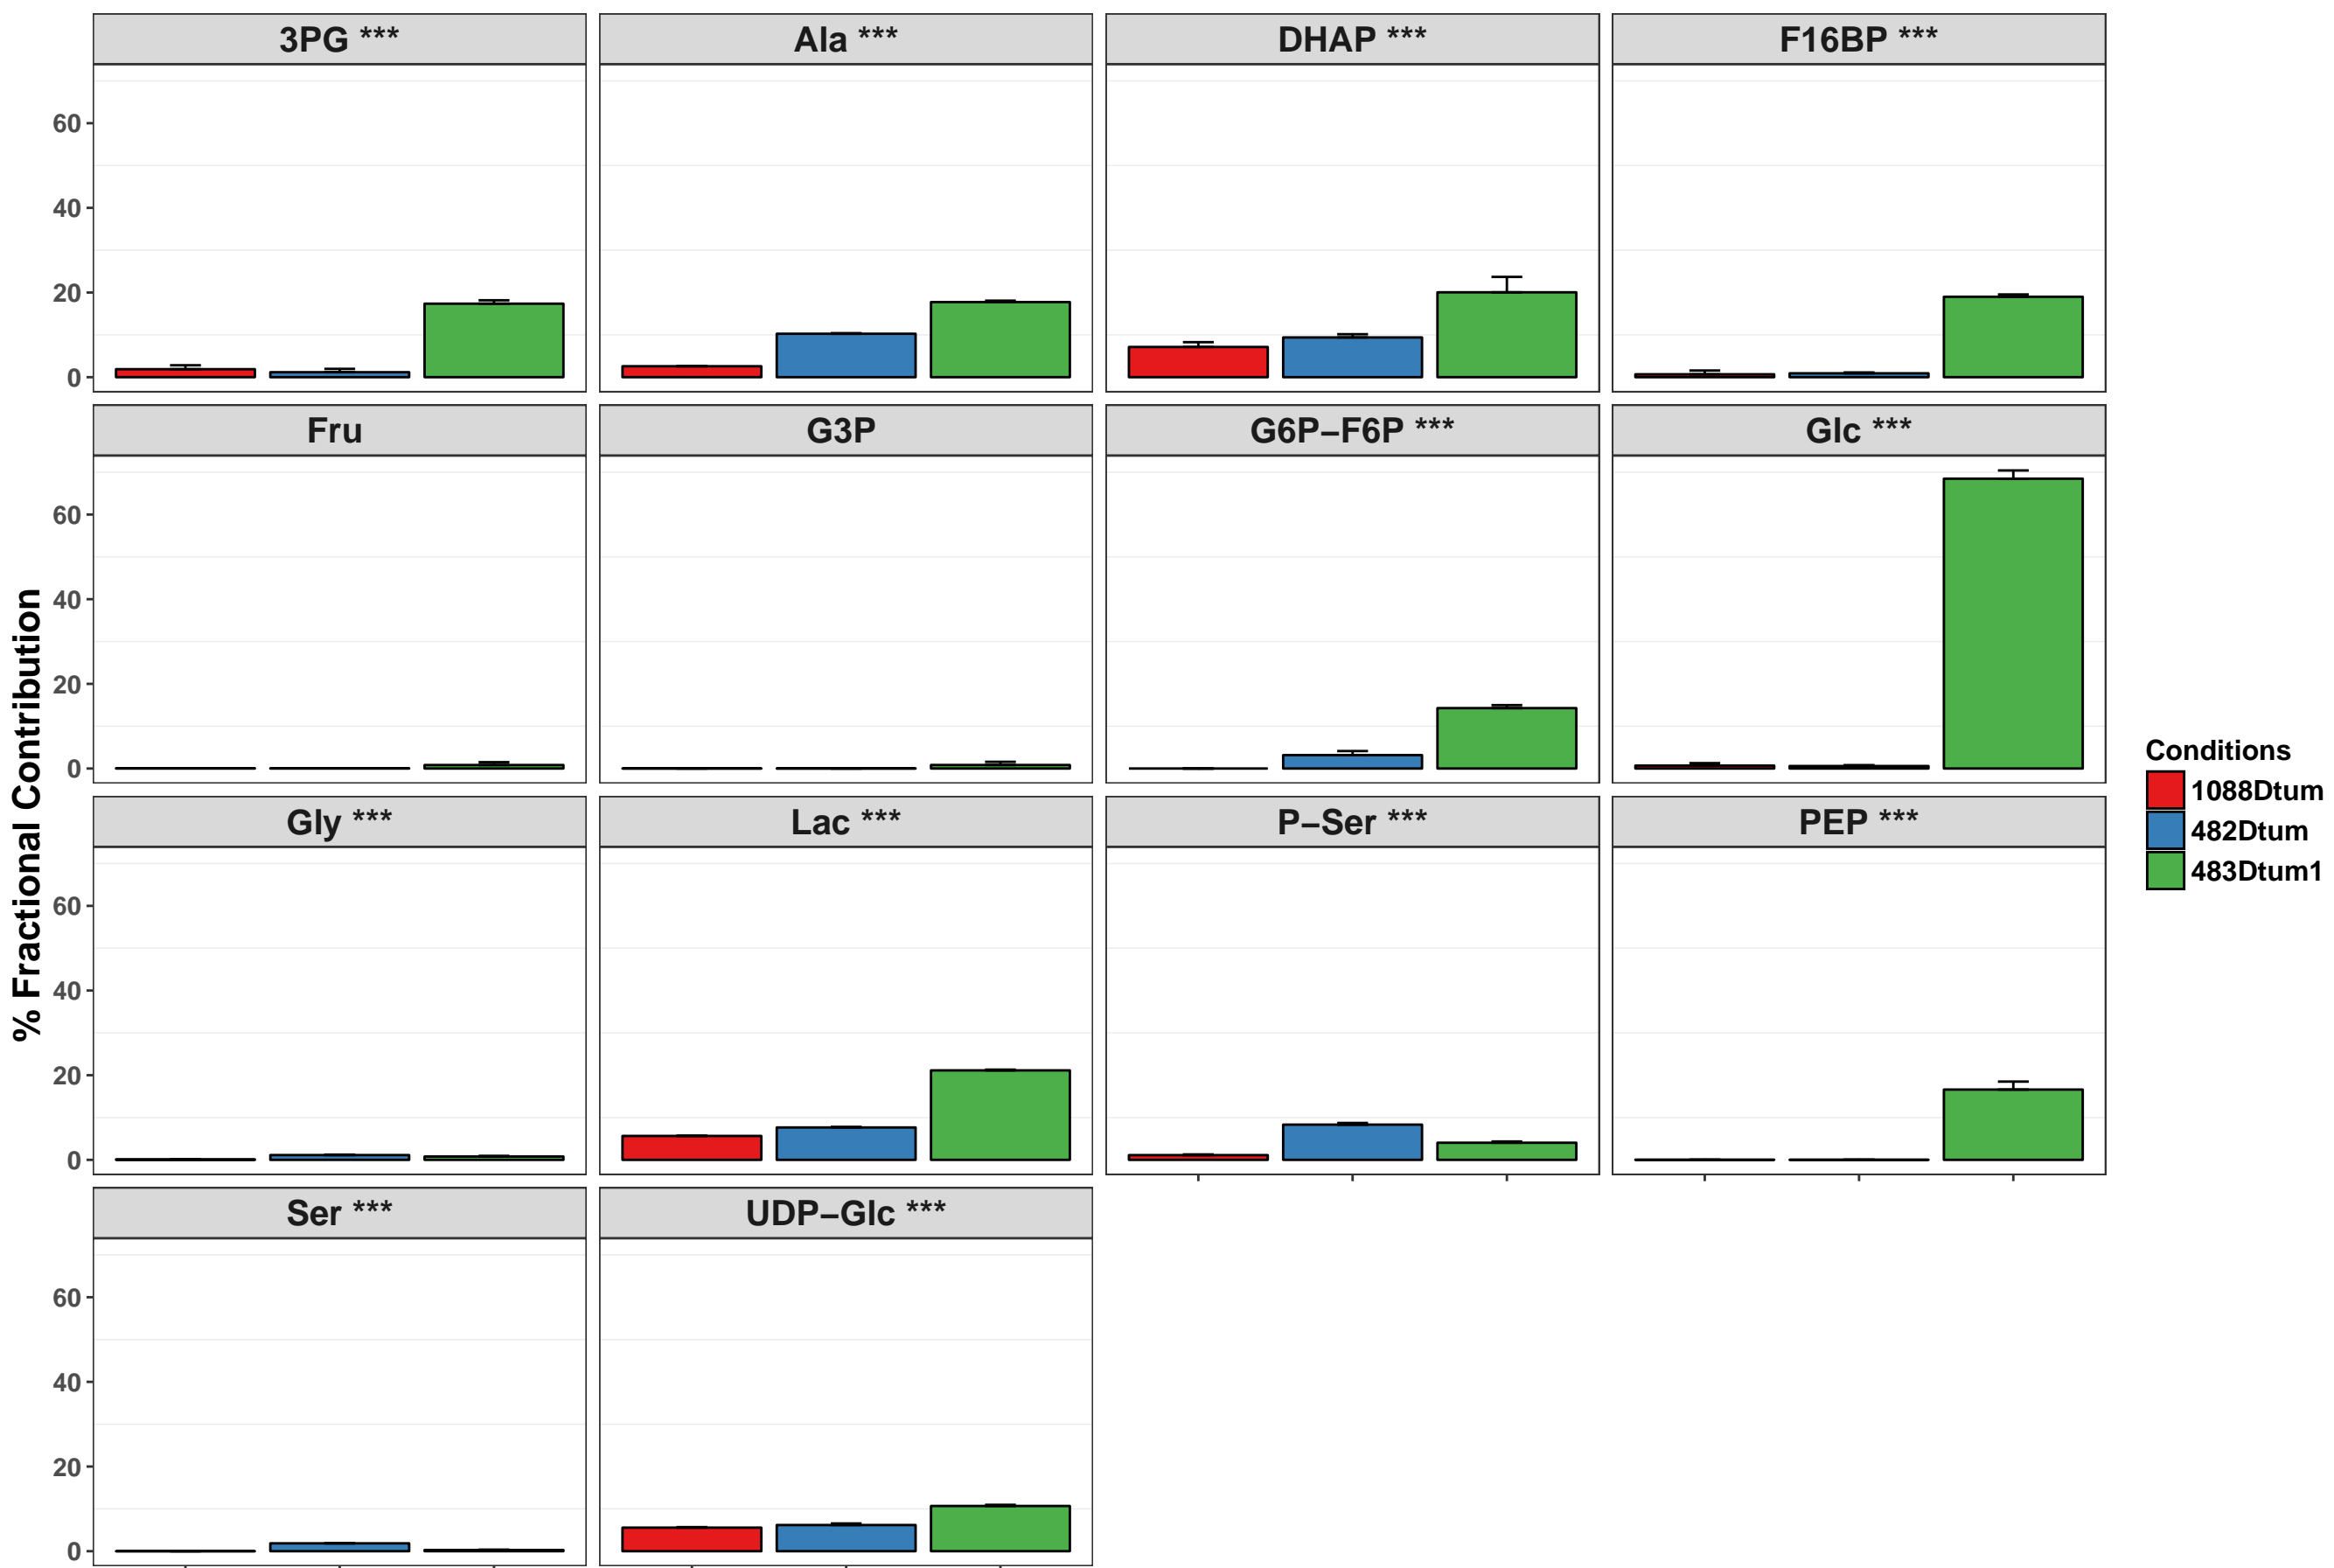 3PG ***
Ala ***
DHAP ***
F16BP ***
60
40
20
0
Fru
G3P
G6P–F6P ***
Glc ***
60
40
20
0
Gly ***
Lac ***
P–Ser ***
PEP ***
60
40
20
0
Ser ***
UDP–Glc ***
60
40
20
0
% Fractional Contribution
Conditions
1088Dtum
482Dtum
483Dtum1